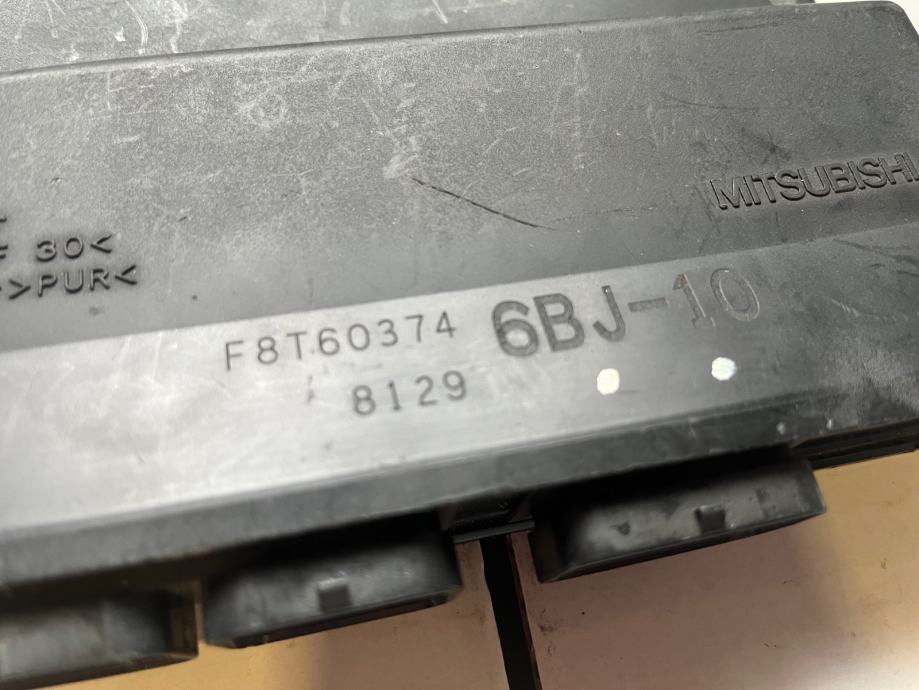 MITSUBISHI
F 30<
>PUR<
F8T60374 6BJ-10
8129